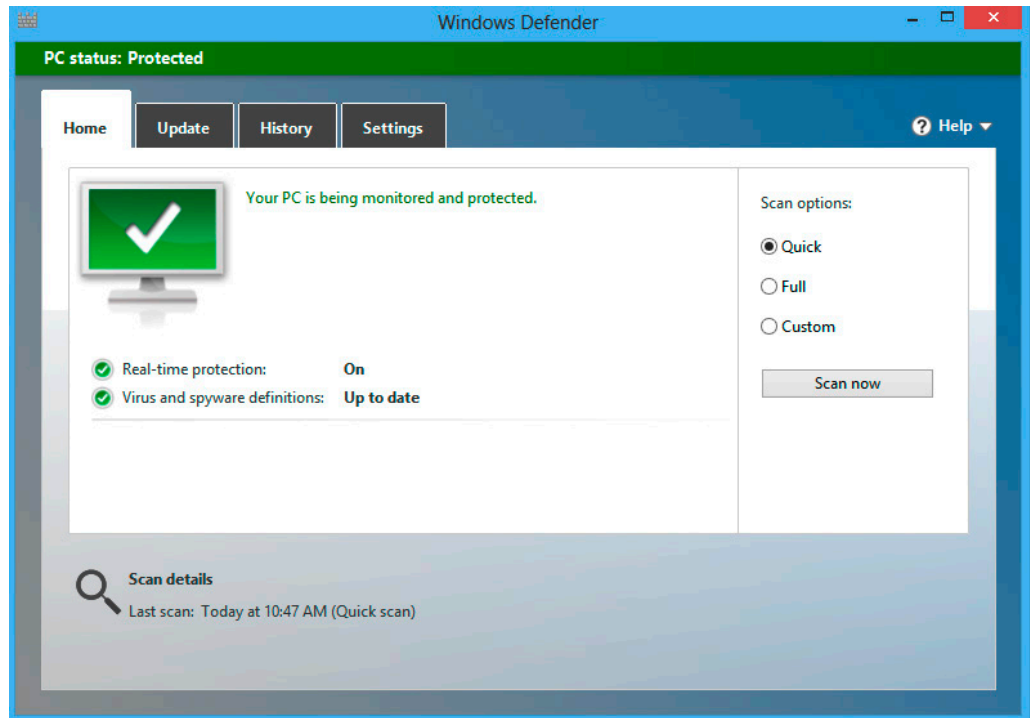 Windows Defender
PC status: Protected
Home Update History Settings Help
Your PC is being monitored and protected.
Real-time protection: On
Virus and spyware definitions: Up to date
Scan options:
Quick
Full
Custom
Scan now
Scan details
Last scan: Today at 10:47 AM (Quick scan)